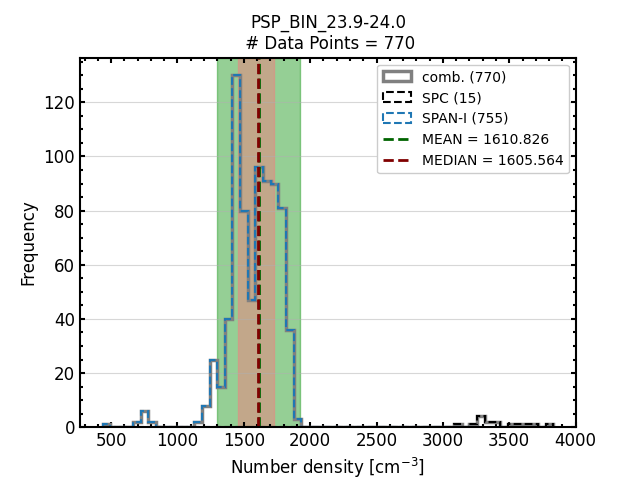 PSP_BIN_23.9-24.0
# Data Points = 770
comb. (770)
SPC (15)
SPAN-I (755)
MEAN = 1610.826
MEDIAN = 1605.564
Frequency
120
100
80
60
40
20
0
500 1000 1500 2000 2500 3000 3500 4000
Number density [cm⁻³]